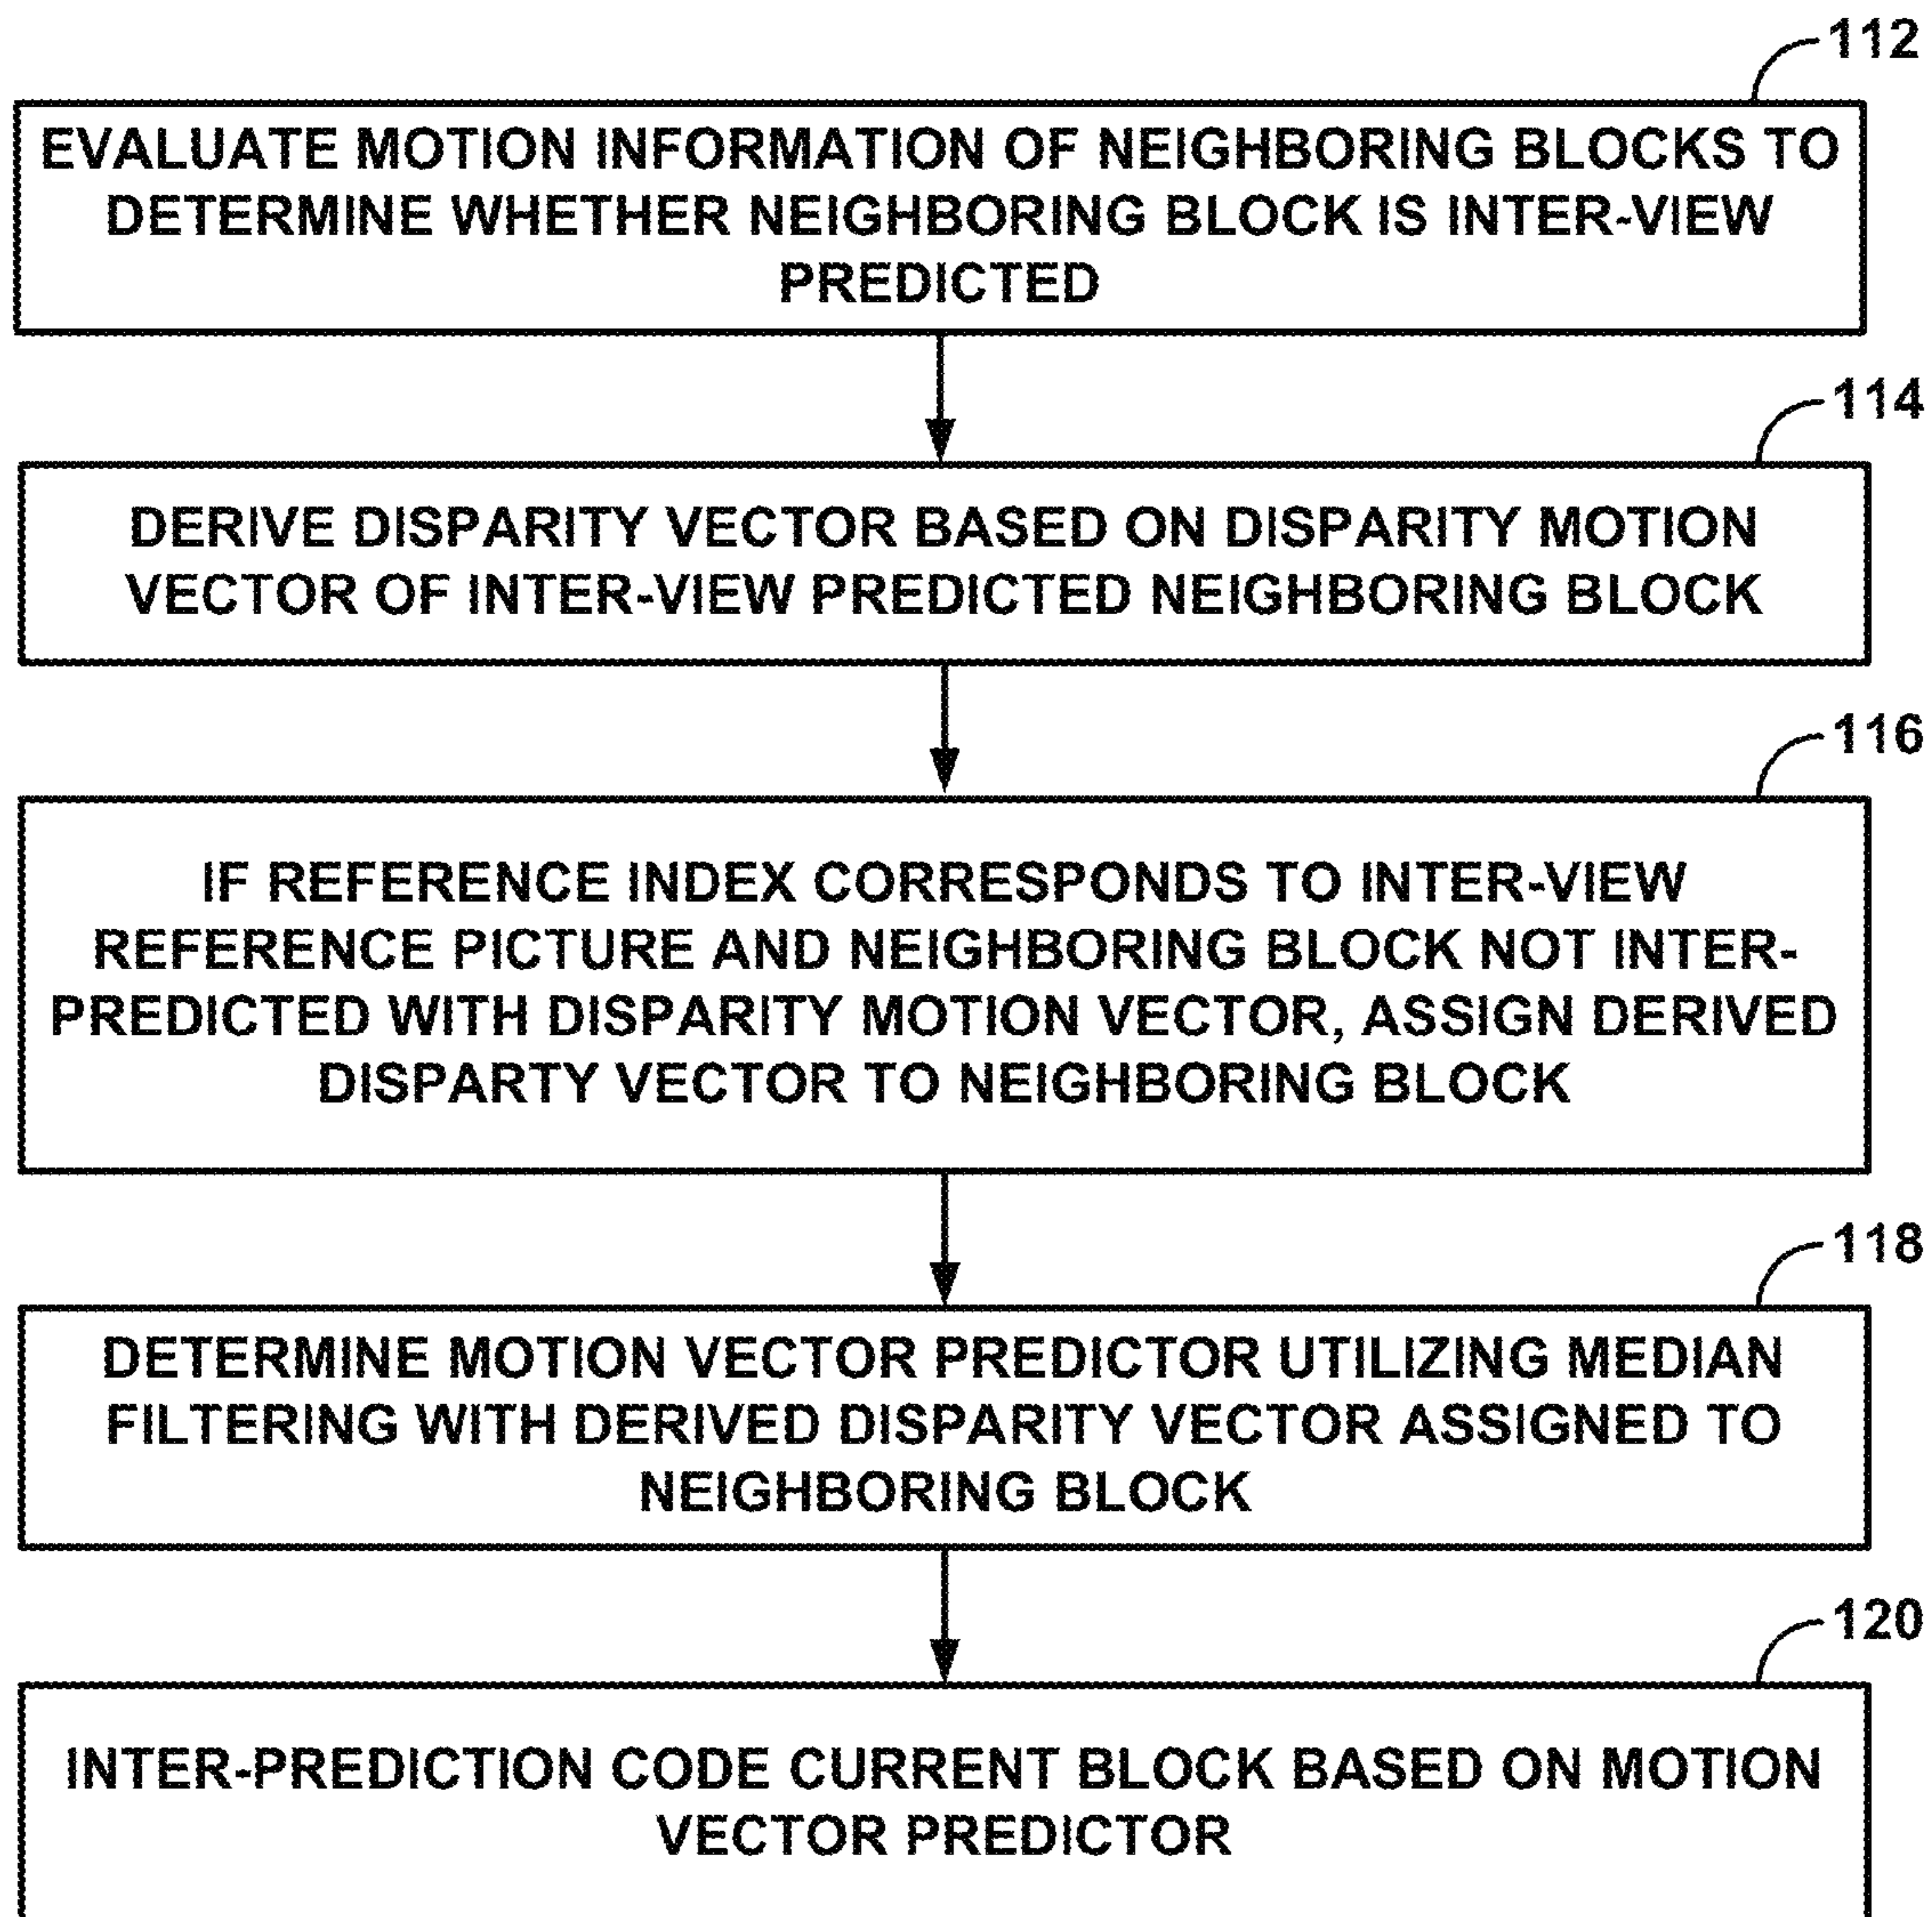 112
EVALUATE MOTION INFORMATION OF NEIGHBORING BLOCKS TO
DETERMINE WHETHER NEIGHBORING BLOCK IS INTER-VIEW
PREDICTED
114
DERIVE DISPARITY VECTOR BASED ON DISPARITY MOTION
VECTOR OF INTER-VIEW PREDICTED NEIGHBORING BLOCK
116
IF REFERENCE INDEX CORRESPONDS TO INTER-VIEW
REFERENCE PICTURE AND NEIGHBORING BLOCK NOT INTER-
PREDICTED WITH DISPARITY MOTION VECTOR, ASSIGN DERIVED
DISPARTY VECTOR TO NEIGHBORING BLOCK
118
DETERMINE MOTION VECTOR PREDICTOR UTILIZING MEDIAN
FILTERING WITH DERIVED DISPARITY VECTOR ASSIGNED TO
NEIGHBORING BLOCK
120
INTER-PREDICTION CODE CURRENT BLOCK BASED ON MOTION
VECTOR PREDICTOR